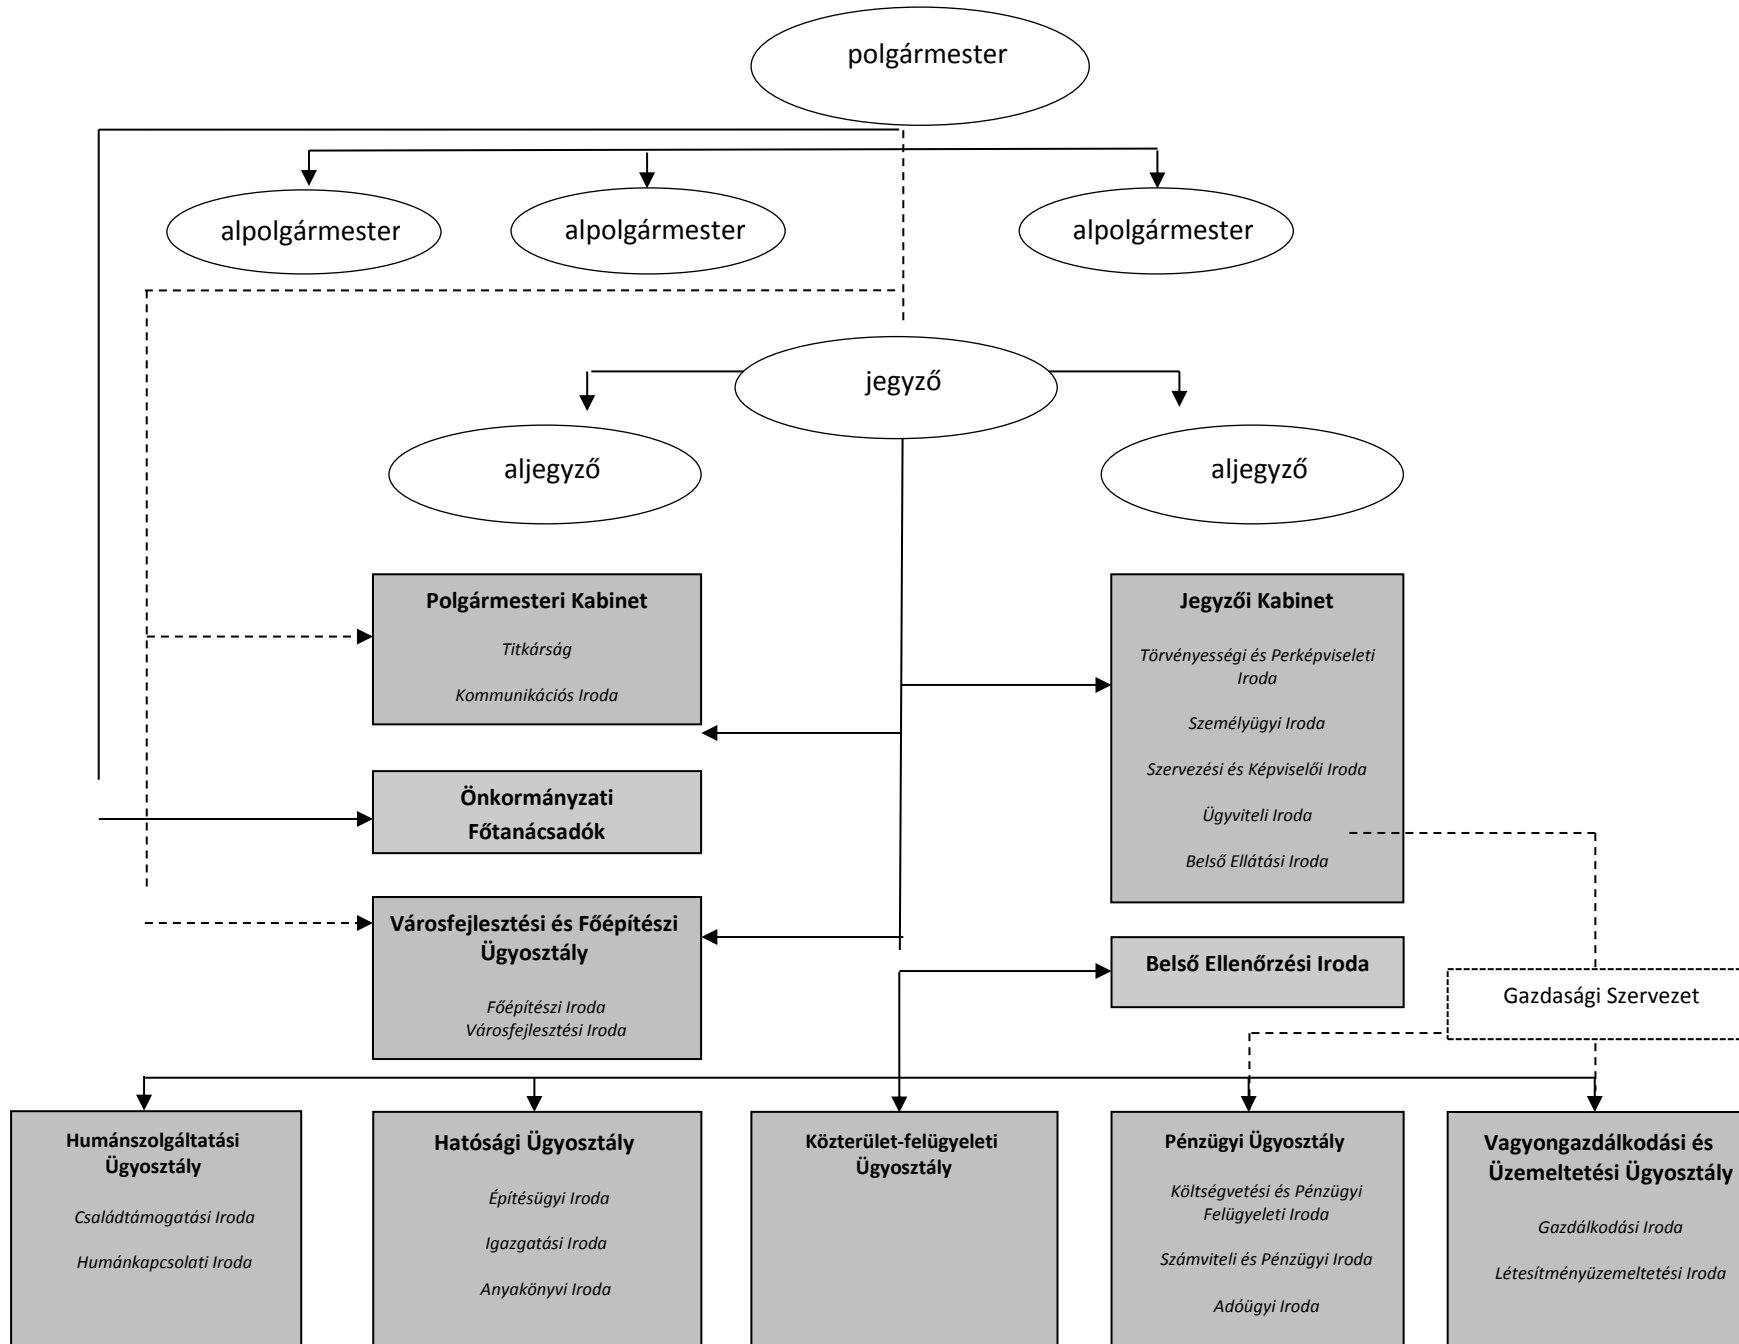 polgármester
alpolgármester
alpolgármester
alpolgármester
jegyző
aljegyző
aljegyző
Polgármesteri Kabinet
Titkárság
Kommunikációs Iroda
Jegyzői Kabinet
Törvényességi és Perképviseleti
Iroda
Személyügyi Iroda
Szervezési és Képviselői Iroda
Ügyviteli Iroda
Belső Ellátási Iroda
Önkormányzati
Főtanácsadók
Városfejlesztési és Főépítészi
Ügyosztály
Főépítészi Iroda
Városfejlesztési Iroda
Belső Ellenőrzési Iroda
Gazdasági Szervezet
Humánszolgáltatási
Ügyosztály
Családtámogatási Iroda
Humánkapcsolati Iroda
Hatósági Ügyosztály
Építésügyi Iroda
Igazgatási Iroda
Anyakönyvi Iroda
Közterület-felügyeleti
Ügyosztály
Pénzügyi Ügyosztály
Költségvetési és Pénzügyi
Felügyeleti Iroda
Számviteli és Pénzügyi Iroda
Adóügyi Iroda
Vagyongazdálkodási és
Üzemeltetési Ügyosztály
Gazdálkodási Iroda
Létesítményüzemeltetési Iroda